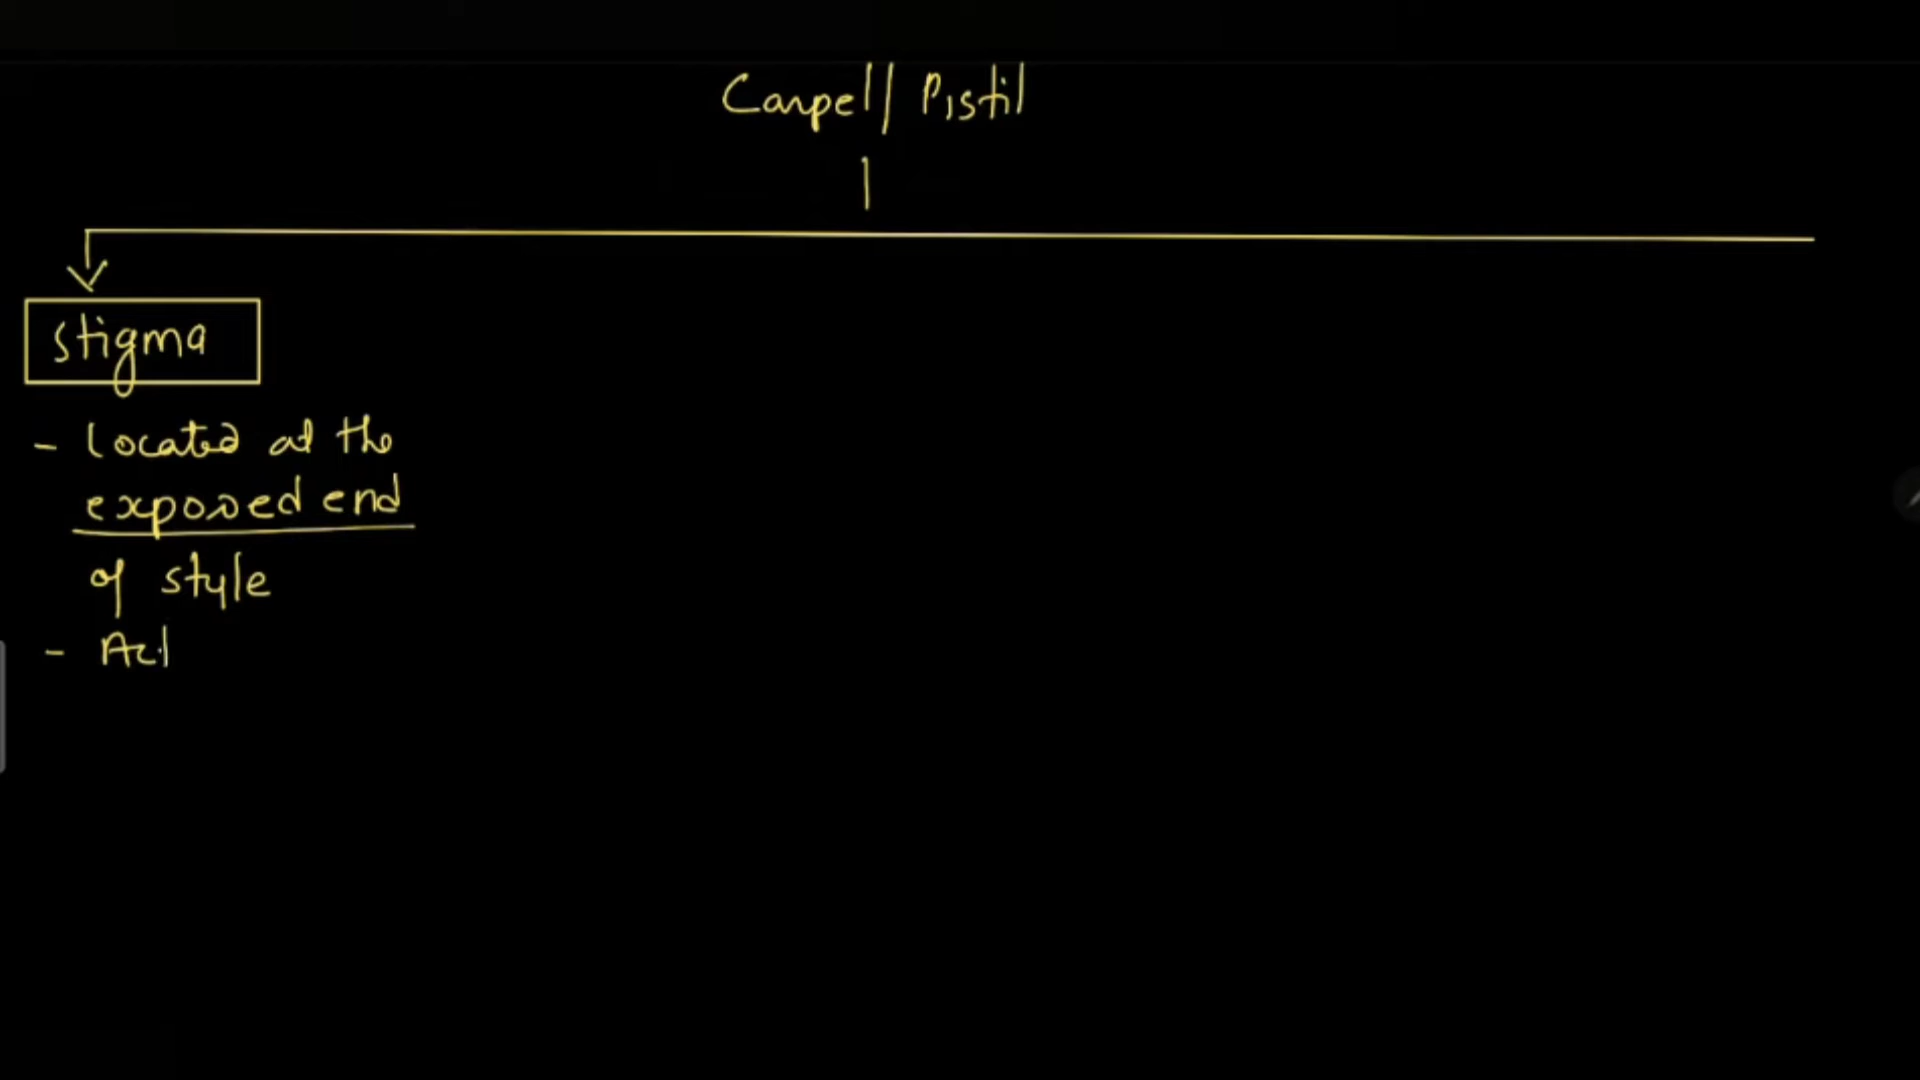 Carpel/ Pistil
Stigma
- Located at the
exposed end
of style
- Act